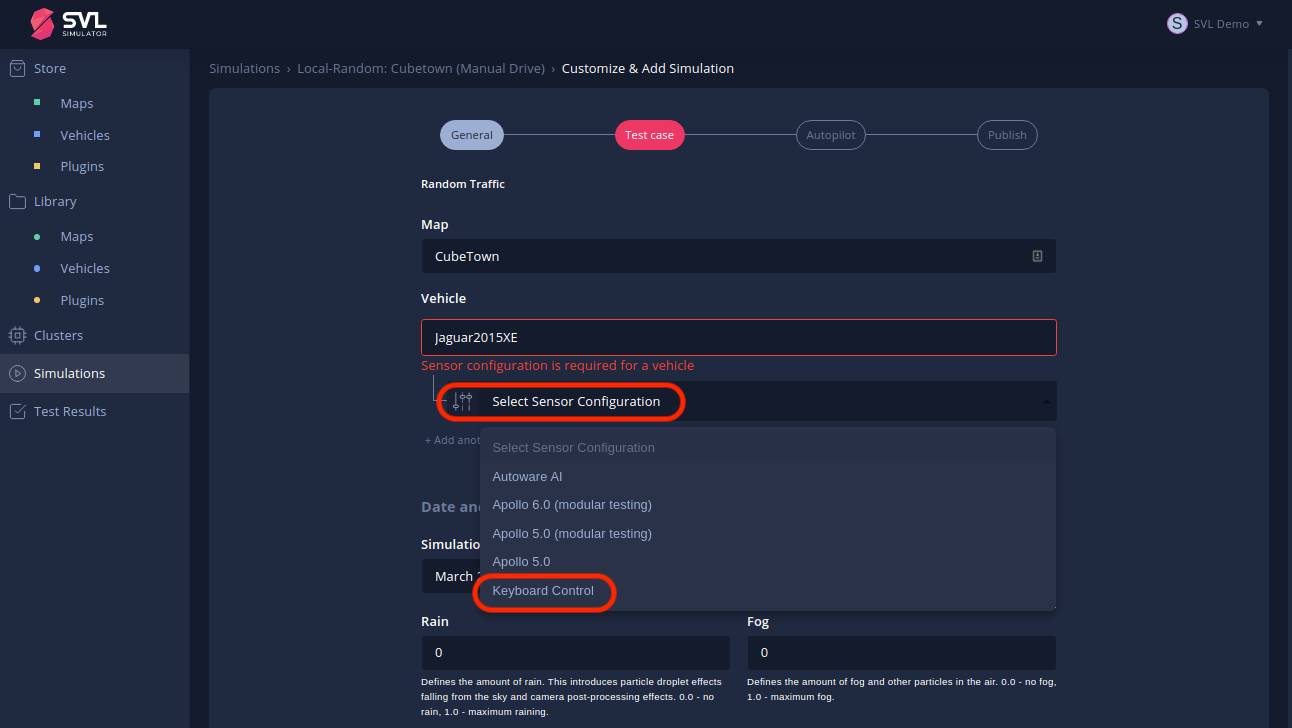 SVL
SIMULATOR
S SVL Demo
Store
Maps
Vehicles
Plugins
Library
Maps
Vehicles
Plugins
Clusters
Simulations
Test Results
Simulations › Local-Random: Cubetown (Manual Drive) › Customize & Add Simulation
General
Test case
Autopilot
Publish
Random Traffic
Map
CubeTown
Vehicle
Jaguar2015XE
Sensor configuration is required for a vehicle
Select Sensor Configuration
+ Add
Select Sensor Configuration
Autoware AI
Apollo 6.0 (modular testing)
Apollo 5.0 (modular testing)
Apollo 5.0
Keyboard Control
Date
Simulatio
March
Rain
0
Defines the amount of rain. This introduces particle droplet effects
falling from the sky and camera post-processing effects. 0.0 - no
rain, 1.0 - maximum raining.
Fog
0
Defines the amount of fog and other particles in the air. 0.0 - no fog,
1.0 - maximum fog.